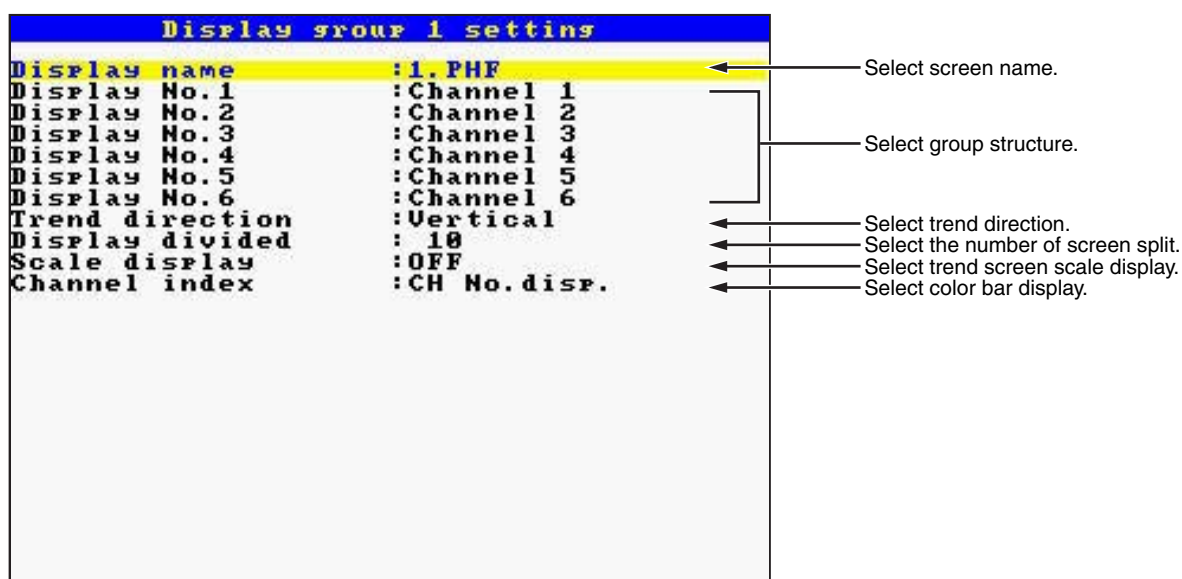 Display group 1 setting
Display name :1.PHF Select screen name.
Display No.1 :Channel 1
Display No.2 :Channel 2
Display No.3 :Channel 3 Select group structure.
Display No.4 :Channel 4
Display No.5 :Channel 5
Display No.6 :Channel 6
Trend direction :Vertical Select trend direction.
Display divided : 10 Select the number of screen split.
Scale display :OFF Select trend screen scale display.
Channel index :CH No.disp. Select color bar display.